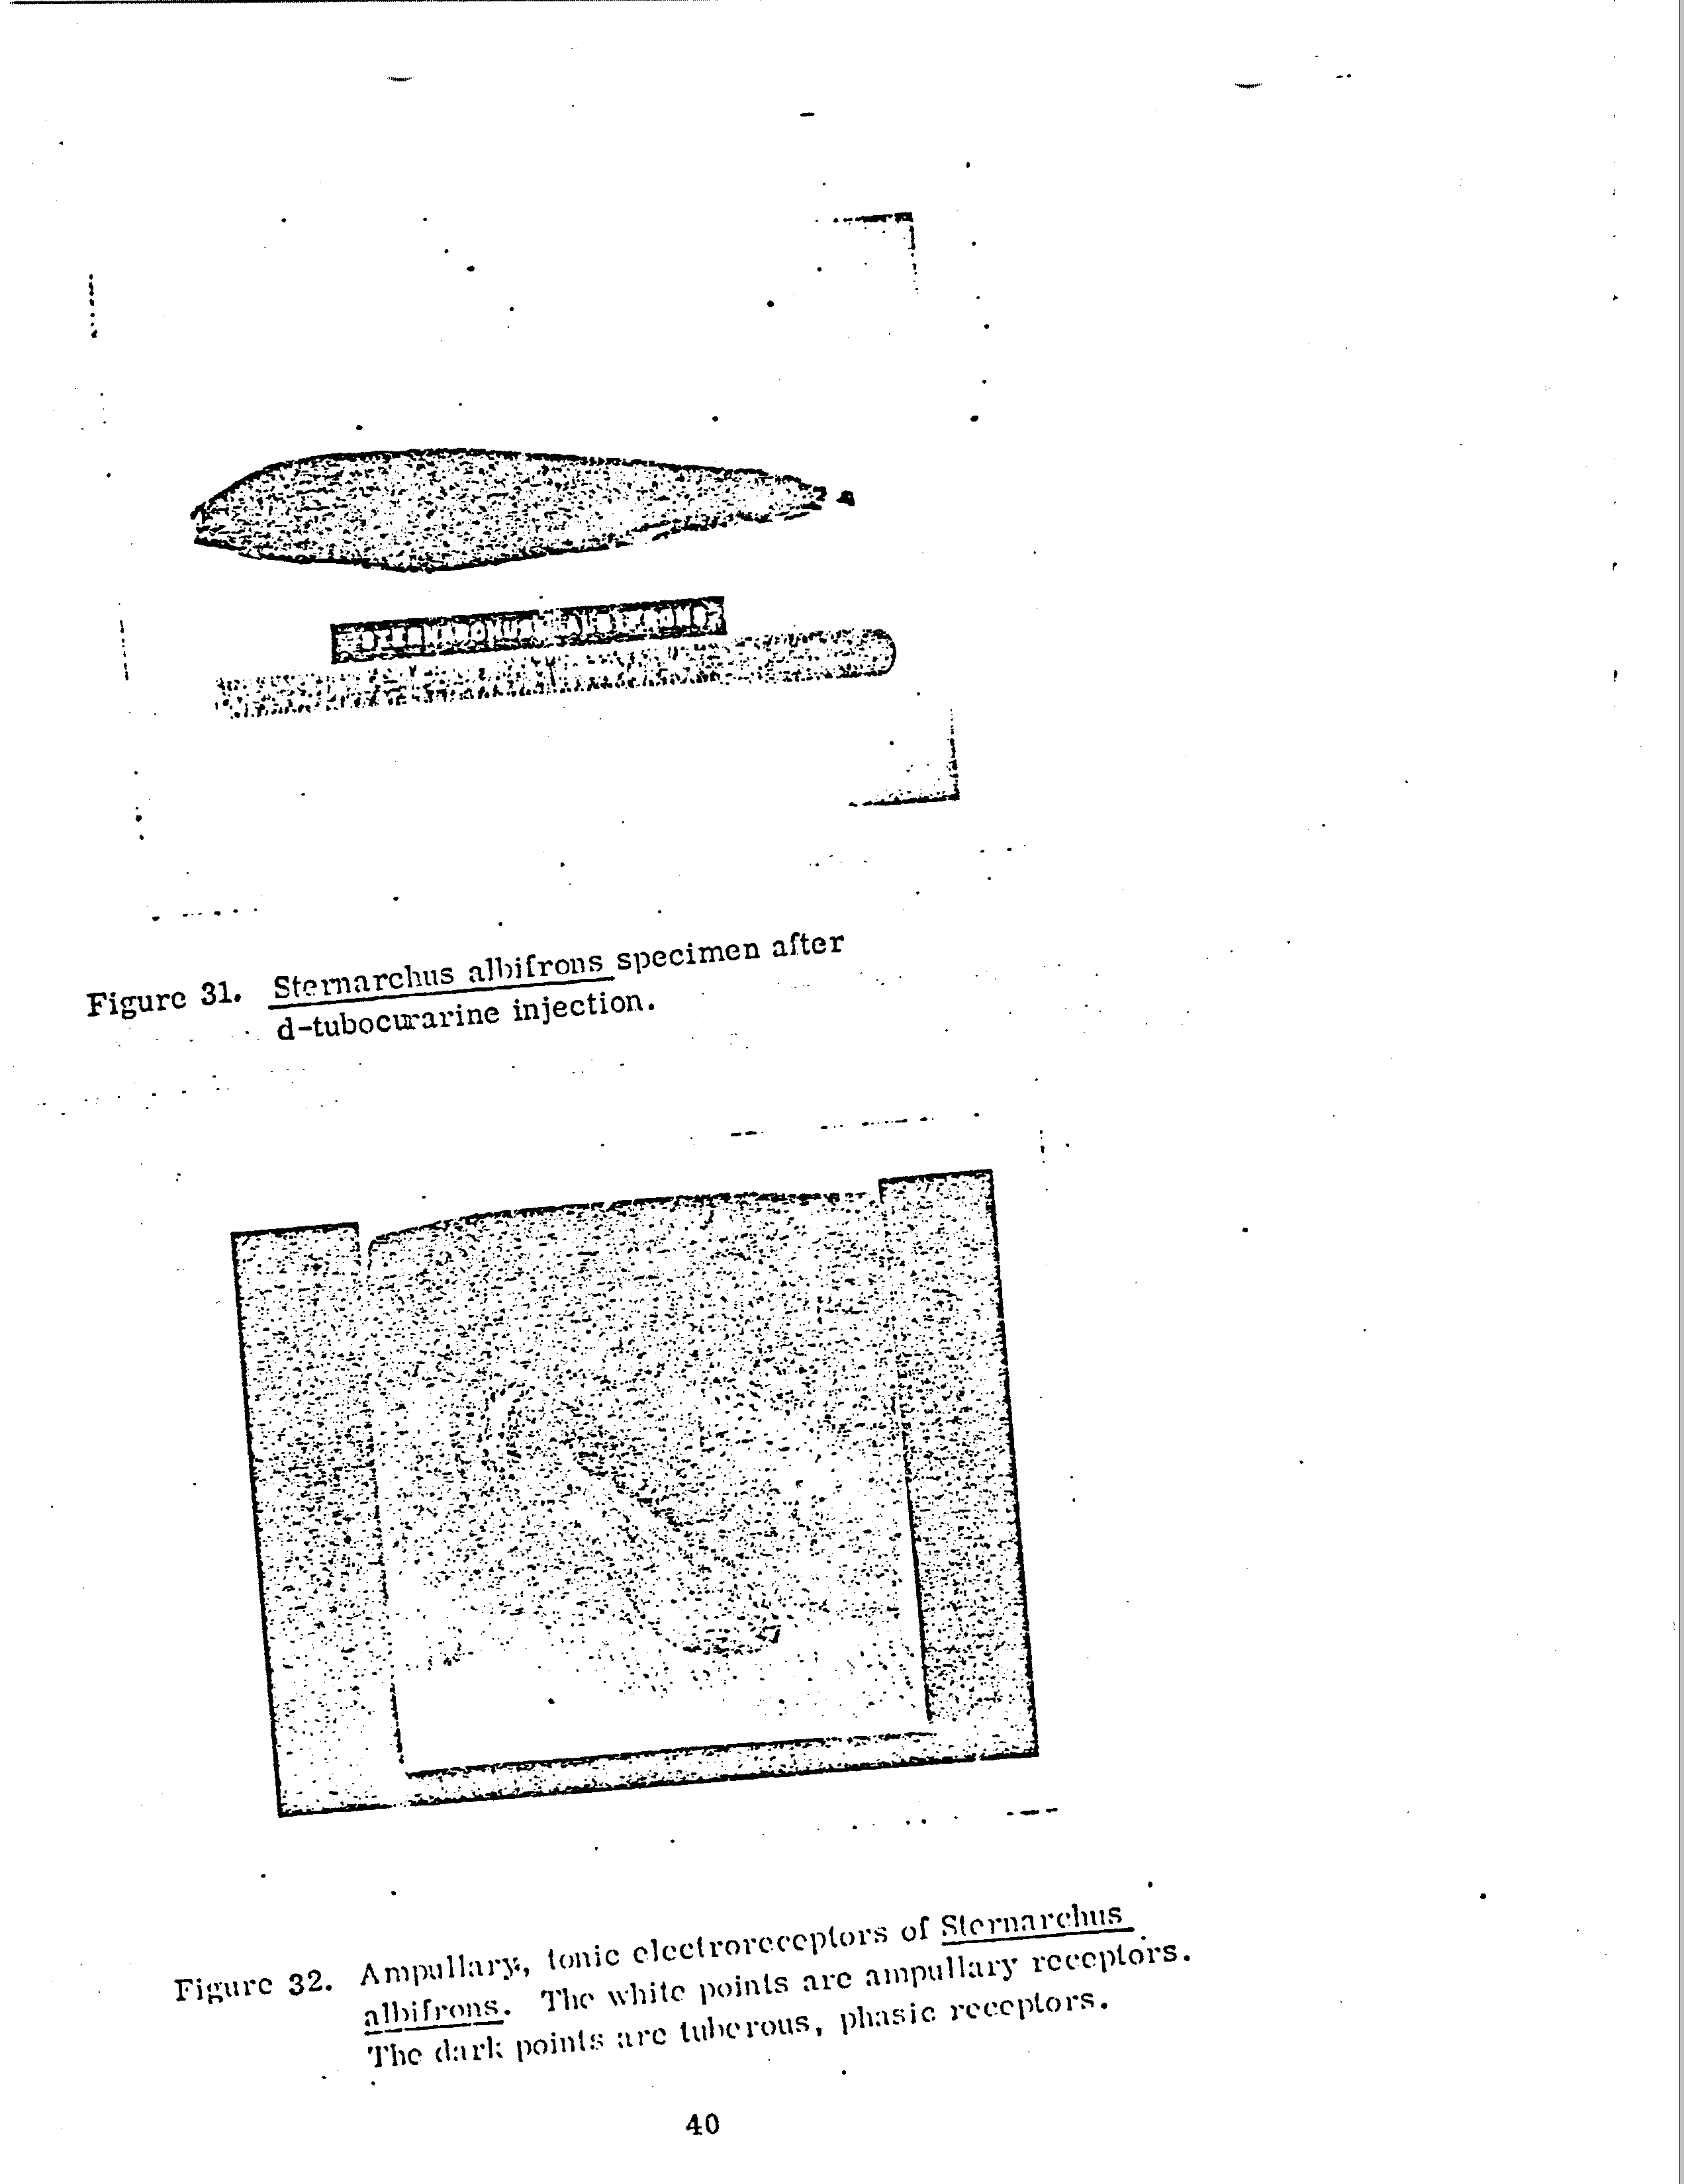 Figure 31. Sternarchus albifrons specimen after
d-tubocurarine injection.
Figure 32. Ampullary, tonic electroreceptors of Sternarchus
albifrons. The white points are ampullary receptors.
The dark points are tuberous, phasic receptors.
40